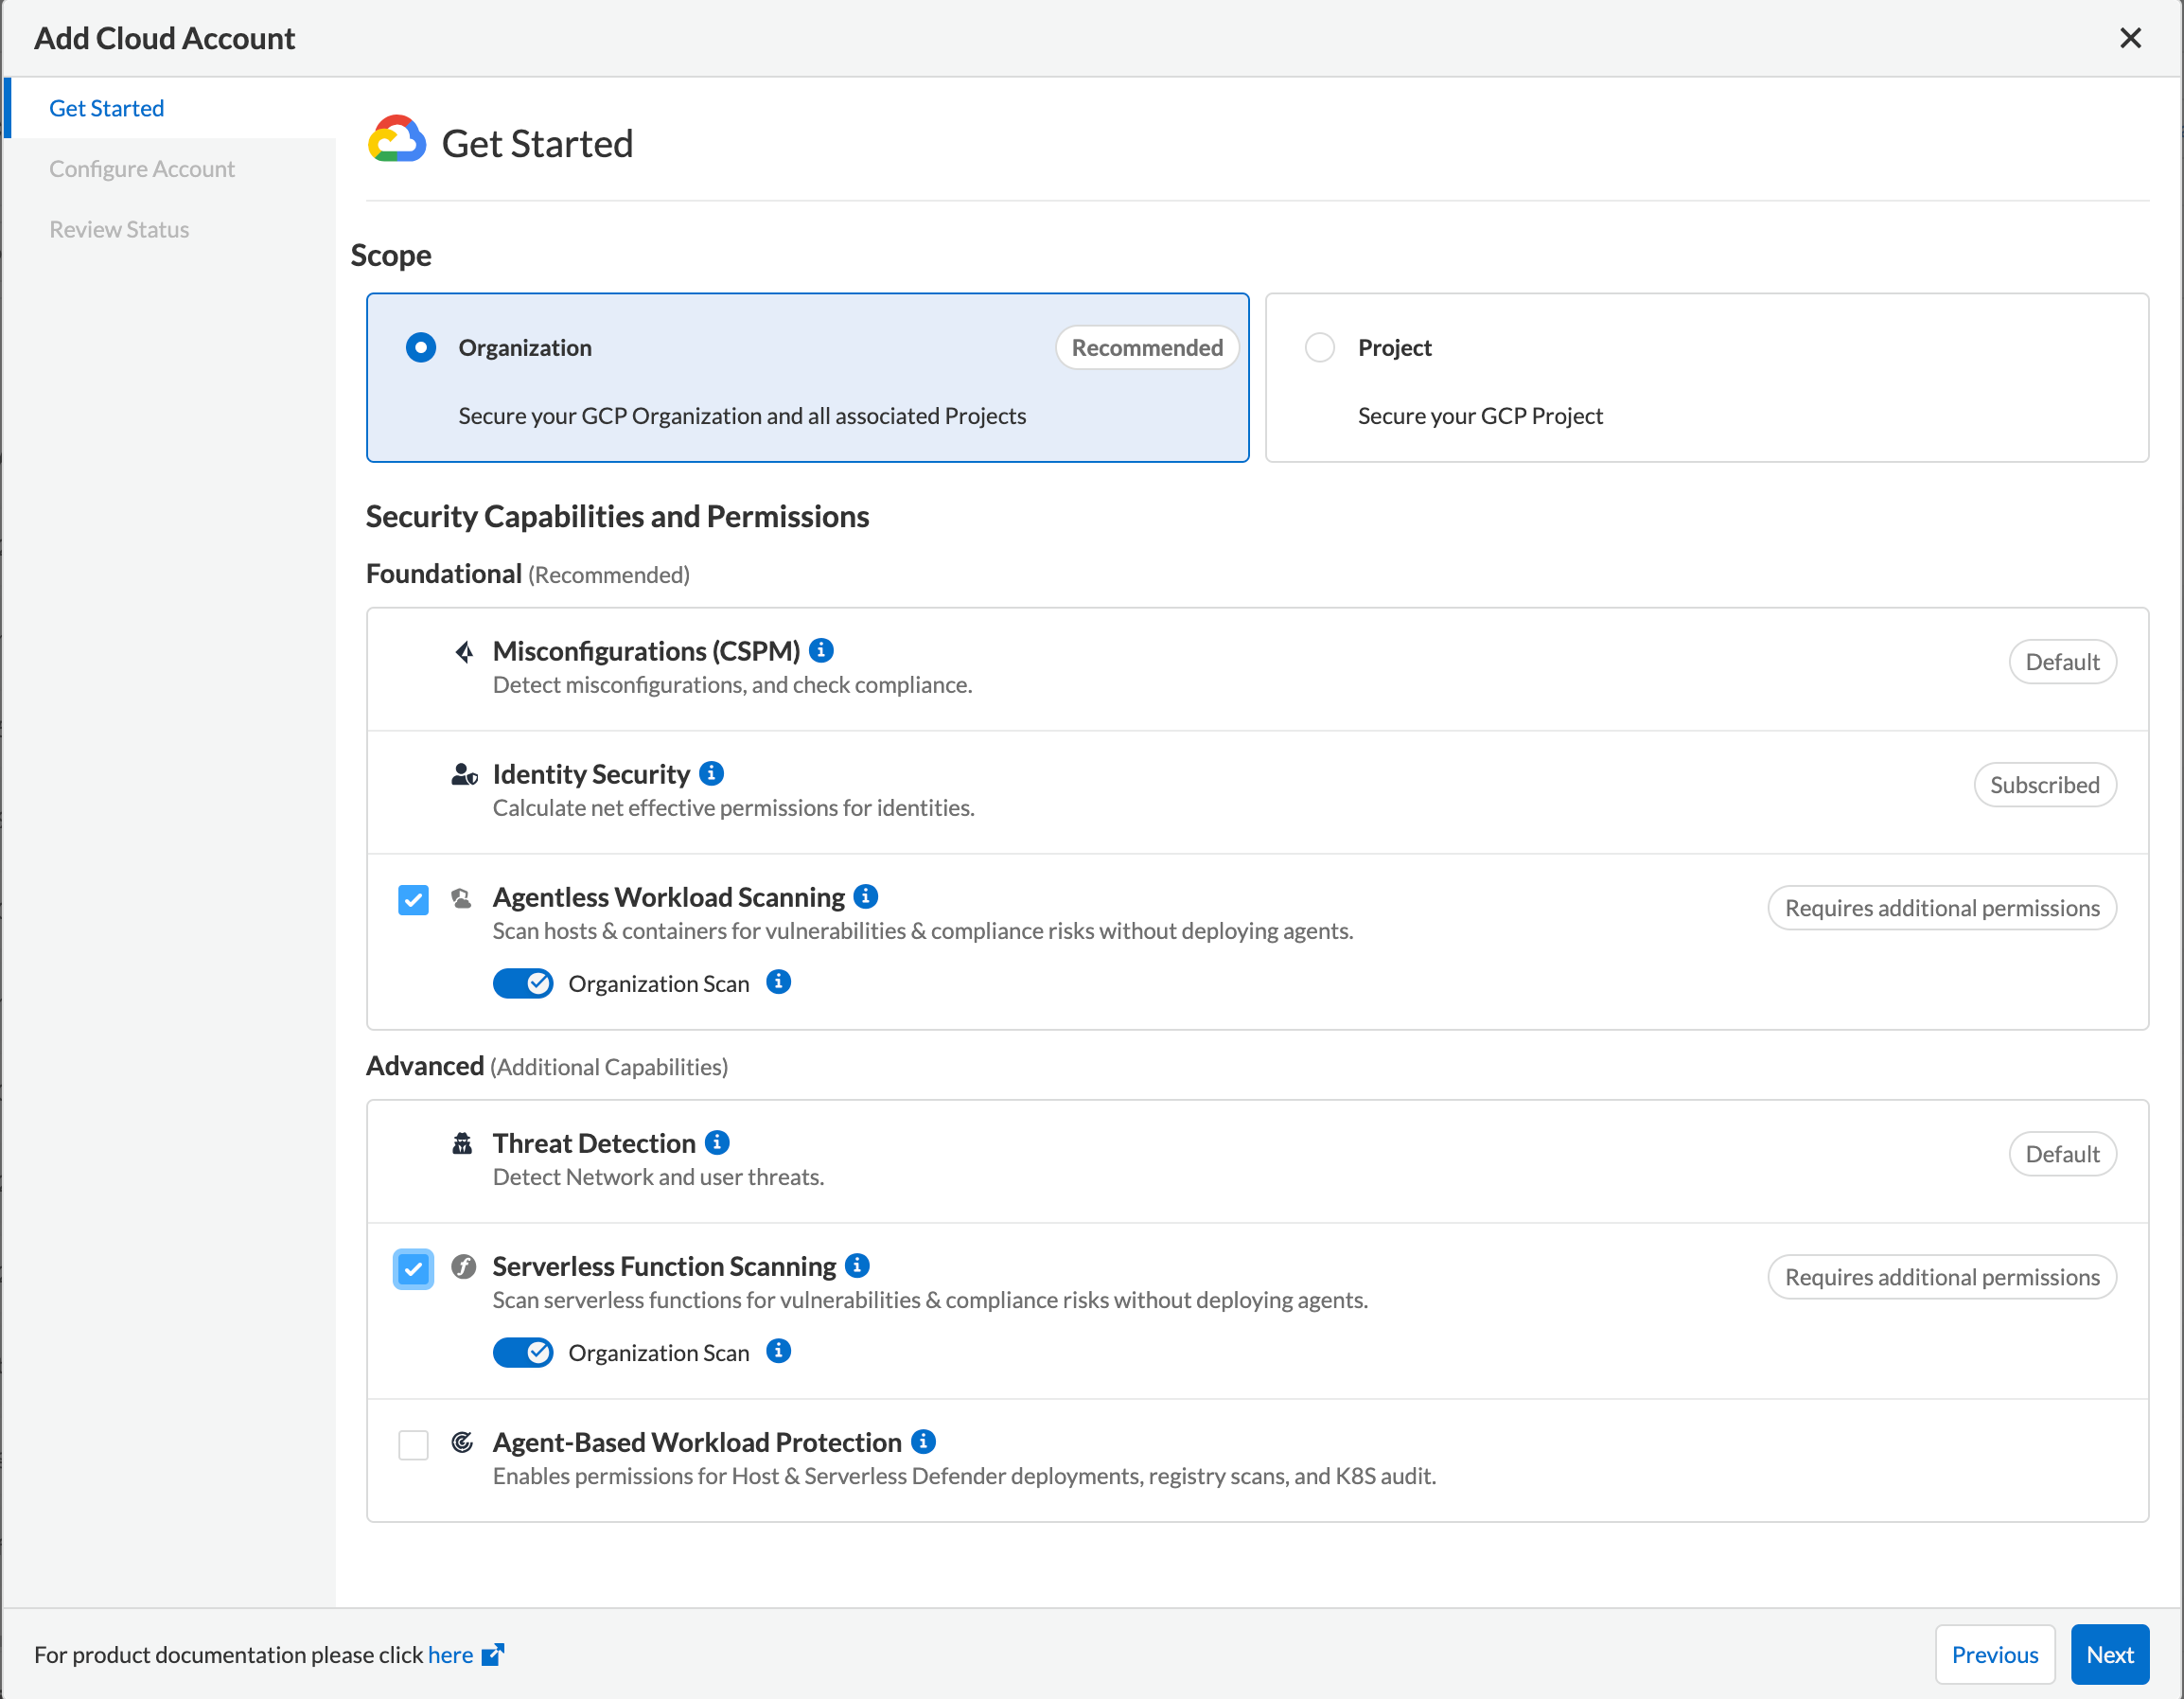 Add Cloud Account
Get Started
Configure Account
Review Status
Get Started
Scope
Organization
Recommended
Secure your GCP Organization and all associated Projects
Project
Secure your GCP Project
Security Capabilities and Permissions
Foundational (Recommended)
Misconfigurations (CSPM)
Default
Detect misconfigurations, and check compliance.
Identity Security
Subscribed
Calculate net effective permissions for identities.
Agentless Workload Scanning
Requires additional permissions
Scan hosts & containers for vulnerabilities & compliance risks without deploying agents.
Organization Scan
Advanced (Additional Capabilities)
Threat Detection
Default
Detect Network and user threats.
Serverless Function Scanning
Requires additional permissions
Scan serverless functions for vulnerabilities & compliance risks without deploying agents.
Organization Scan
Agent-Based Workload Protection
Enables permissions for Host & Serverless Defender deployments, registry scans, and K8S audit.
For product documentation please click here
Previous
Next